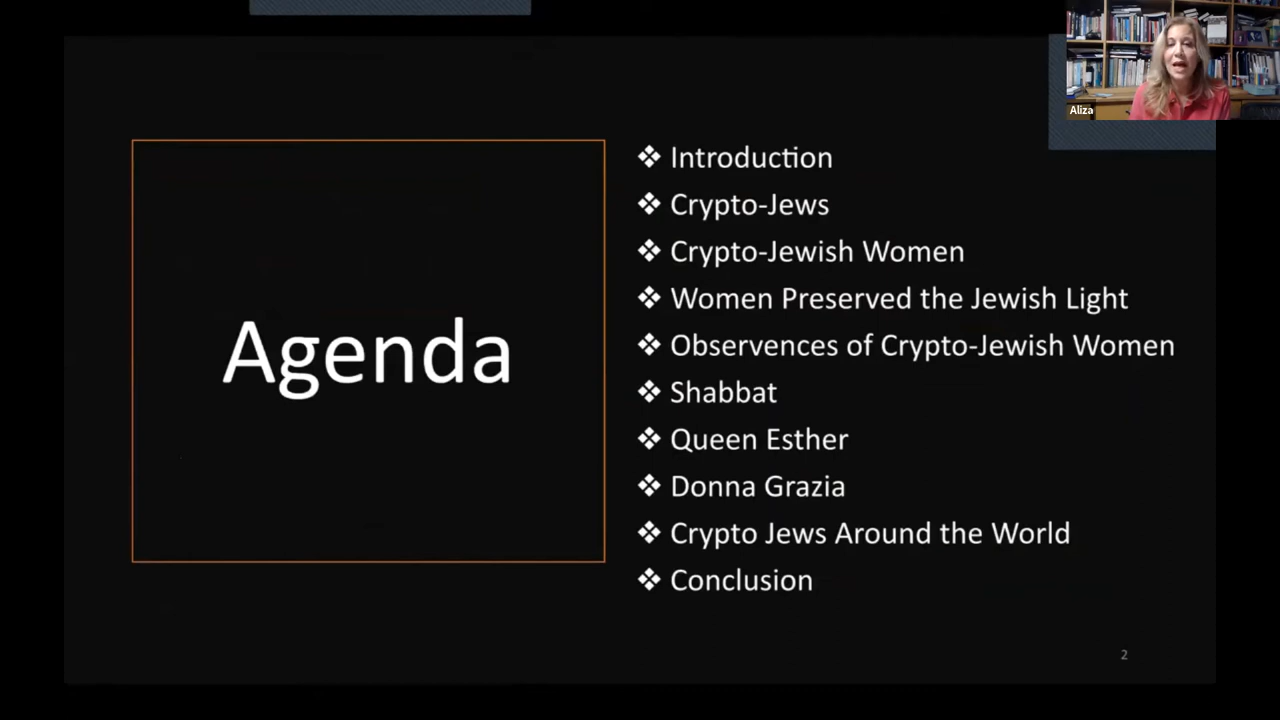 Aliza
Agenda
❖ Introduction
❖ Crypto-Jews
❖ Crypto-Jewish Women
❖ Women Preserved the Jewish Light
❖ Observences of Crypto-Jewish Women
❖ Shabbat
❖ Queen Esther
❖ Donna Grazia
❖ Crypto Jews Around the World
❖ Conclusion
2